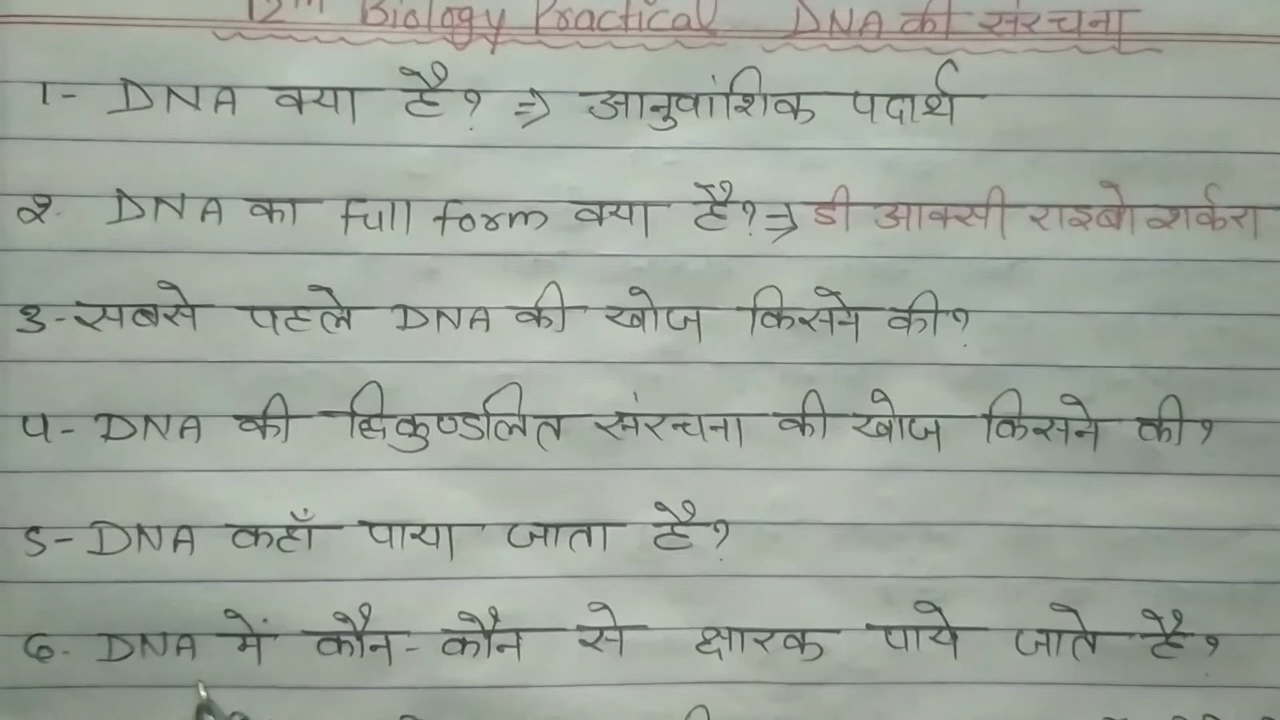 12th Biology Practical DNA की संरचना
1- DNA क्या है? ⇒ आनुवांशिक पदार्थ
2. DNA का full form क्या है? ⇒ डी आक्सी राइबो शर्करा
3- सबसे पहले DNA की खोज किसने की?
4- DNA की द्विकुण्डलित संरचना की खोज किसने की?
5- DNA कहाँ पाया जाता है?
6. DNA में कौन-कौन से क्षारक पाये जाते है?